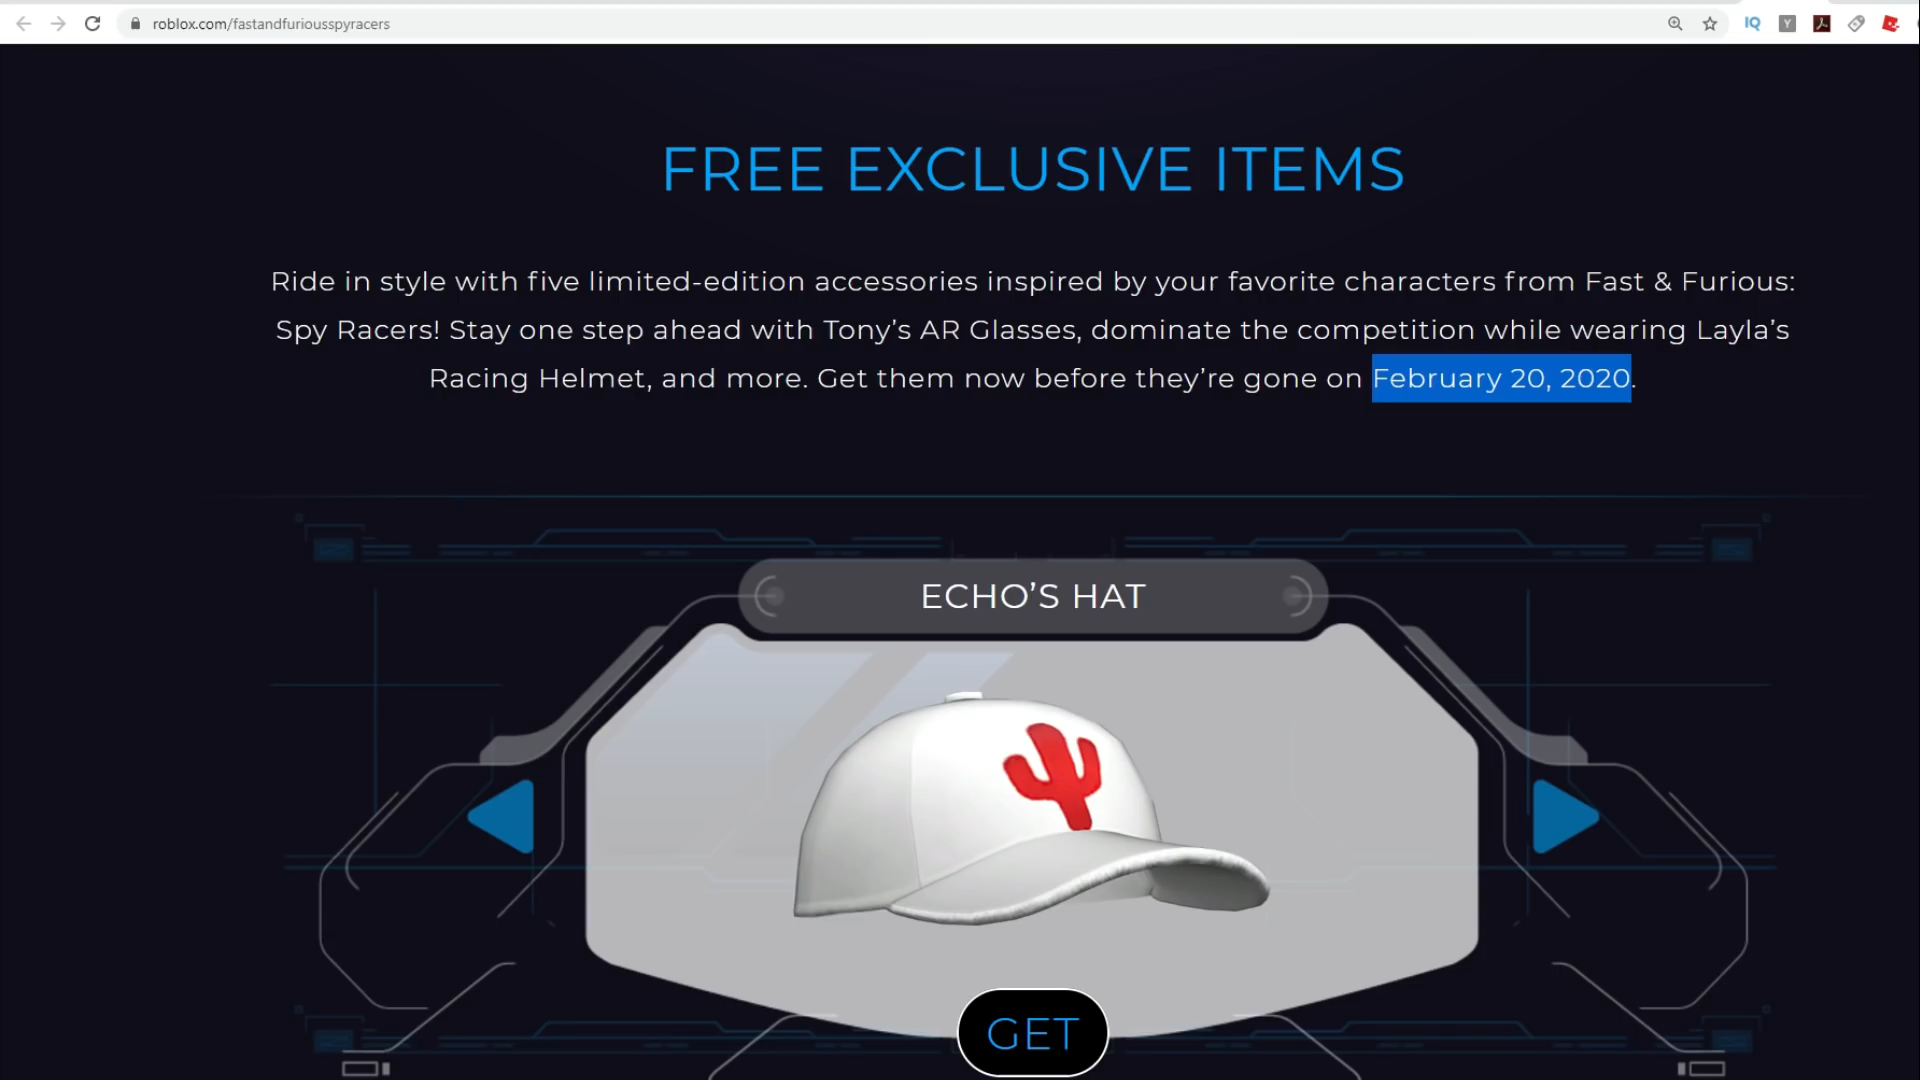 roblox.com/fastandfuriousspyracers
IQ
Y
FREE EXCLUSIVE ITEMS
Ride in style with five limited-edition accessories inspired by your favorite characters from Fast & Furious:
Spy Racers! Stay one step ahead with Tony’s AR Glasses, dominate the competition while wearing Layla’s
Racing Helmet, and more. Get them now before they’re gone on February 20, 2020.
ECHO’S HAT
GET